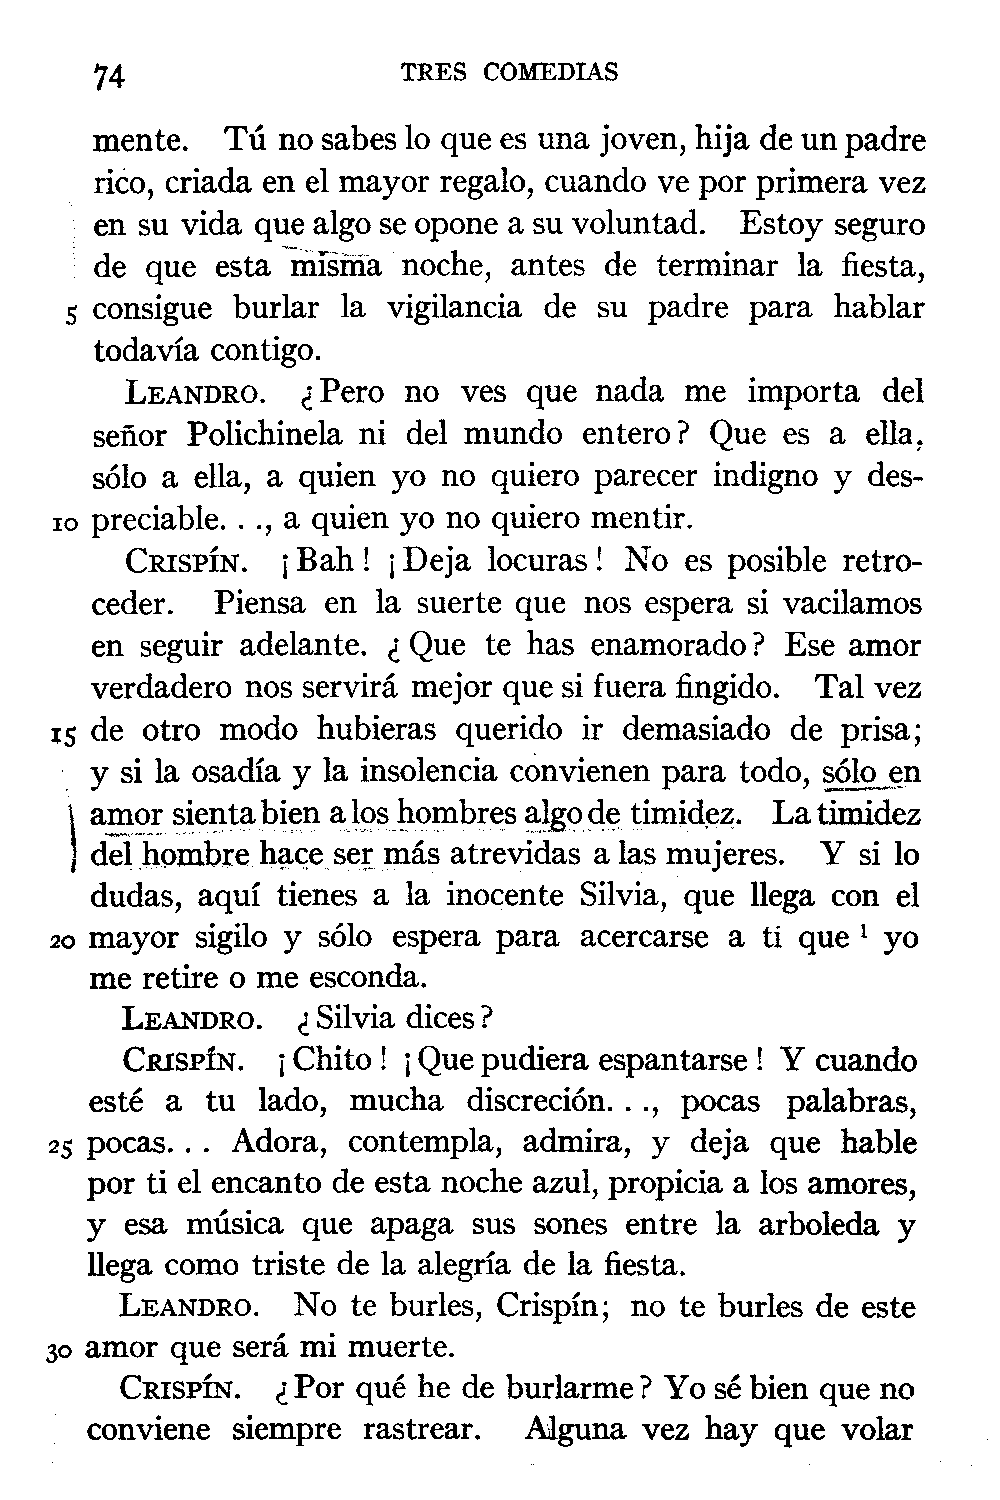 74 TRES COMEDIAS
mente. Tú no sabes lo que es una joven, hija de un padre
rico, criada en el mayor regalo, cuando ve por primera vez
en su vida que algo se opone a su voluntad. Estoy seguro
de que esta misma noche, antes de terminar la fiesta,
5 consigue burlar la vigilancia de su padre para hablar
todavía contigo.
LEANDRO. ¿Pero no ves que nada me importa del
señor Polichinela ni del mundo entero? Que es a ella,
sólo a ella, a quien yo no quiero parecer indigno y des-
10 preciable. . ., a quien yo no quiero mentir.
CRISPÍN. ¡Bah! ¡Deja locuras! No es posible retro-
ceder. Piensa en la suerte que nos espera si vacilamos
en seguir adelante. ¿Que te has enamorado? Ese amor
verdadero nos servirá mejor que si fuera fingido. Tal vez
15 de otro modo hubieras querido ir demasiado de prisa;
y si la osadía y la insolencia convienen para todo, sólo en
amor sienta bien a los hombres algo de timidez. La timidez
del hombre hace ser más atrevidas a las mujeres. Y si lo
dudas, aquí tienes a la inocente Silvia, que llega con el
20 mayor sigilo y sólo espera para acercarse a ti que ¹ yo
me retire o me esconda.
LEANDRO. ¿Silvia dices?
CRISPÍN. ¡Chito! ¡Que pudiera espantarse! Y cuando
esté a tu lado, mucha discreción. . ., pocas palabras,
25 pocas. . . Adora, contempla, admira, y deja que hable
por ti el encanto de esta noche azul, propicia a los amores,
y esa música que apaga sus sones entre la arboleda y
llega como triste de la alegría de la fiesta.
LEANDRO. No te burles, Crispín; no te burles de este
30 amor que será mi muerte.
CRISPÍN. ¿Por qué he de burlarme? Yo sé bien que no
conviene siempre rastrear. Alguna vez hay que volar